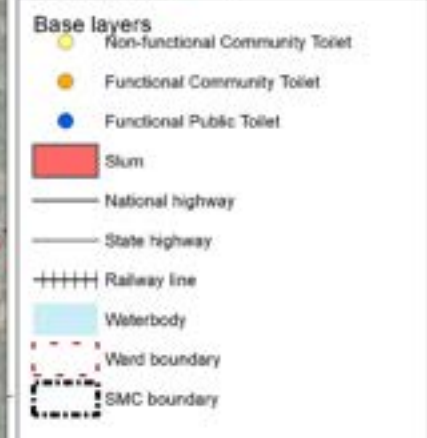 Base layers
Non-functional Community Toilet
Functional Community Toilet
Functional Public Toilet
Slum
National highway
State highway
Railway line
Waterbody
Ward boundary
SMC boundary